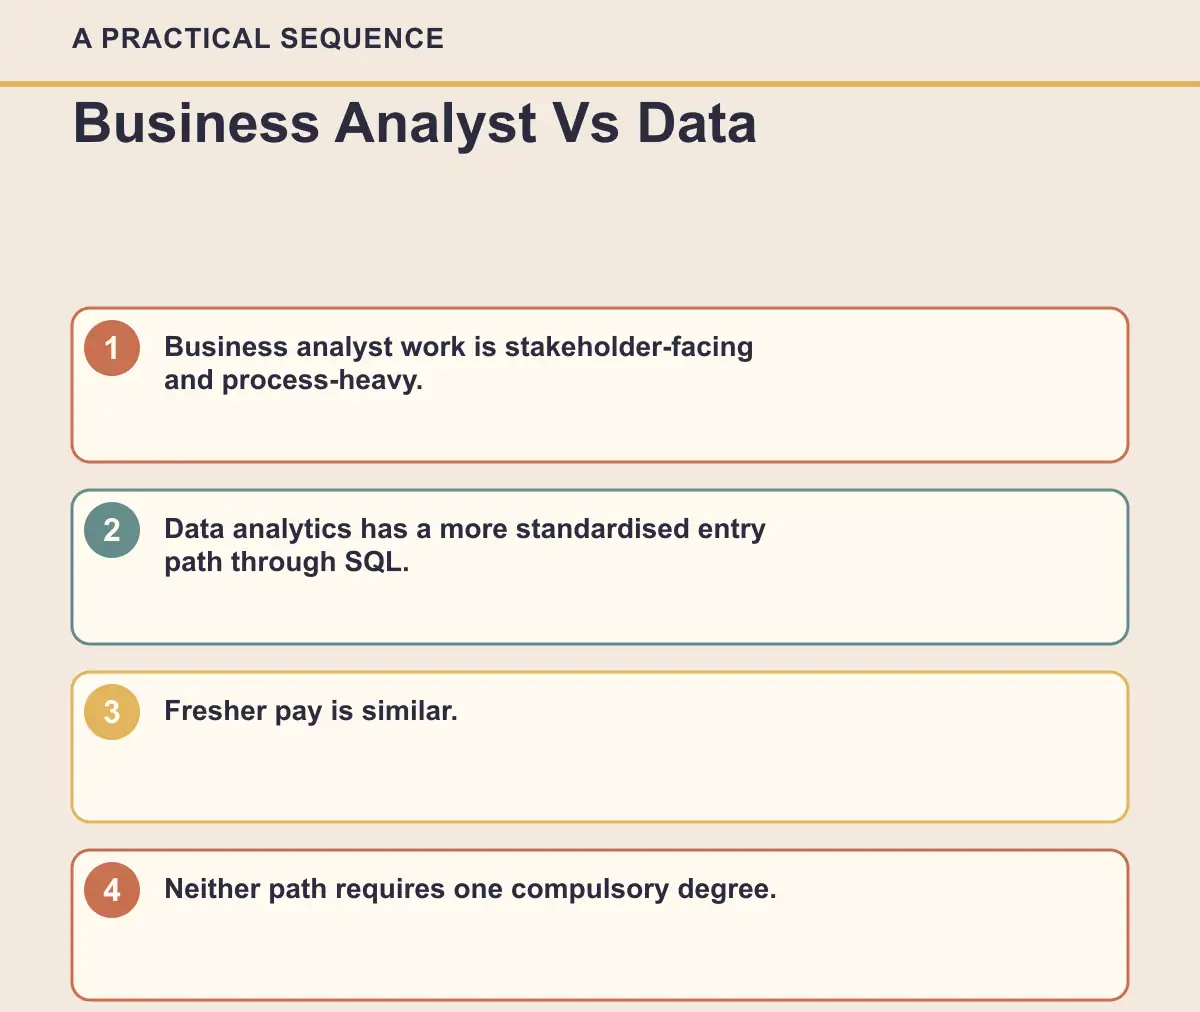 A PRACTICAL SEQUENCE
Business Analyst Vs Data
1
Business analyst work is stakeholder-facing
and process-heavy.
2
Data analytics has a more standardised entry
path through SQL.
3
Fresher pay is similar.
4
Neither path requires one compulsory degree.